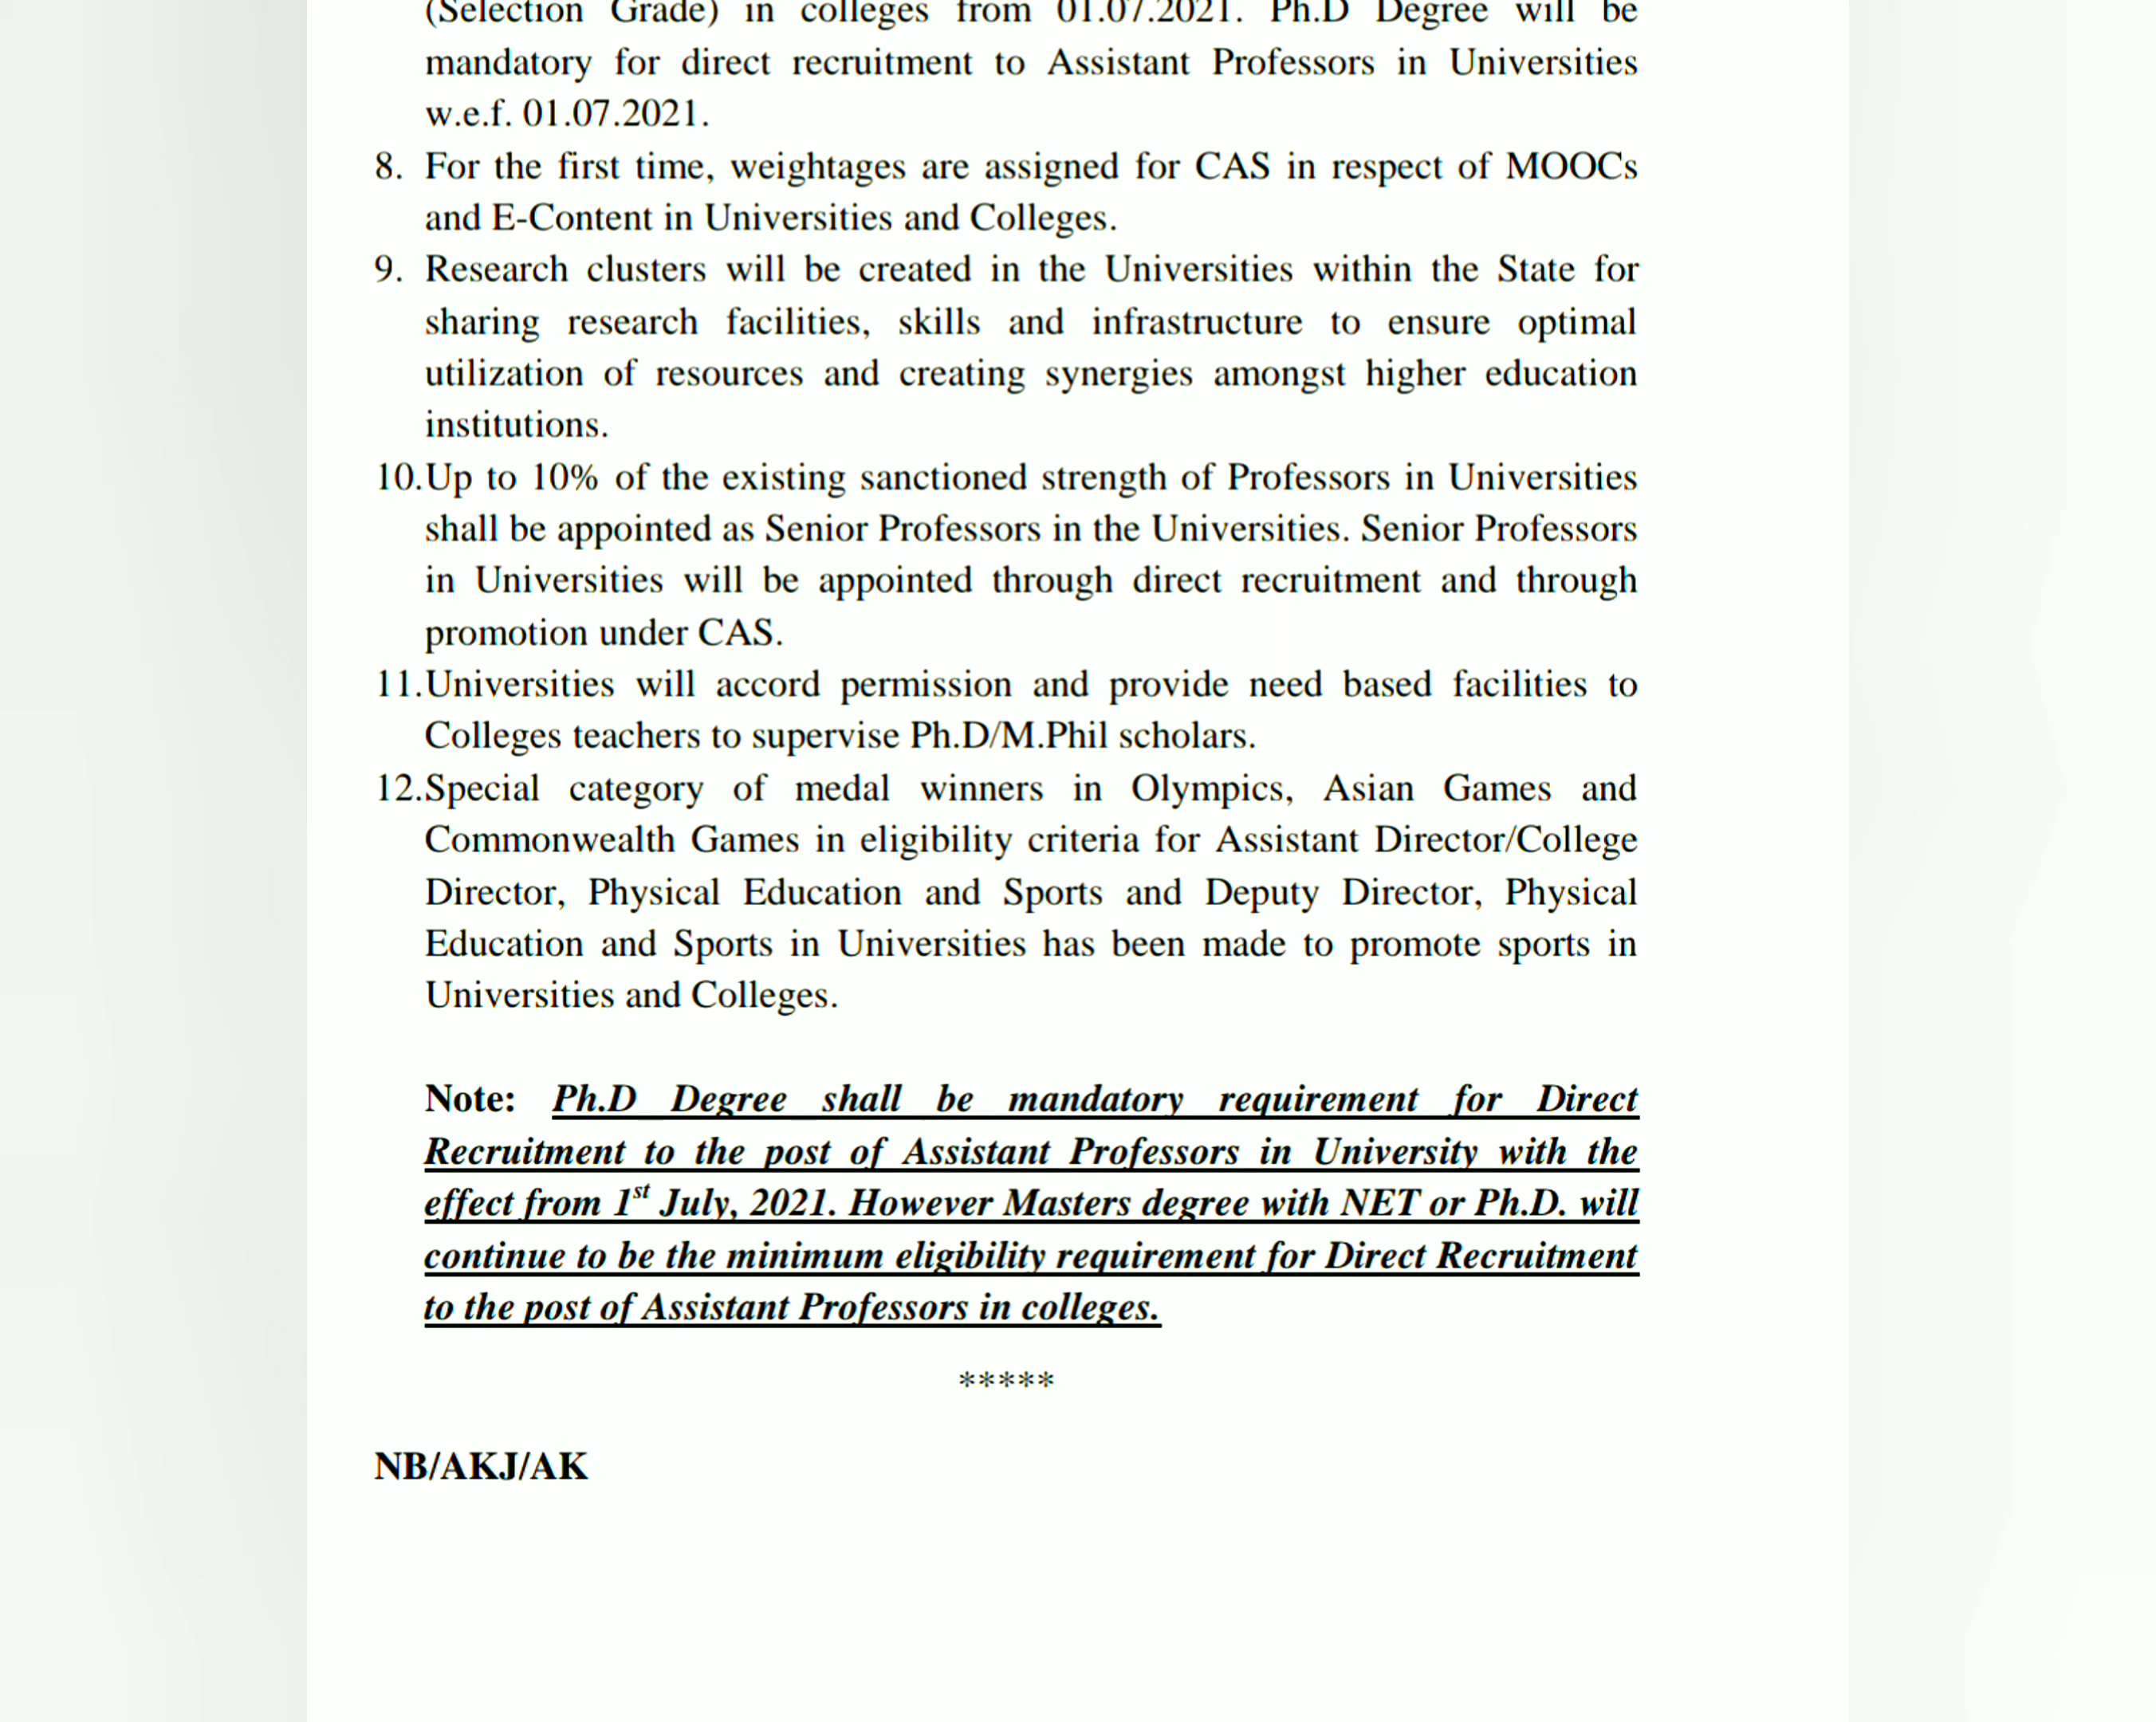 (Selection Grade) in colleges from 01.07.2021. Ph.D Degree will be
mandatory for direct recruitment to Assistant Professors in Universities
w.e.f. 01.07.2021.
8. For the first time, weightages are assigned for CAS in respect of MOOCs
and E-Content in Universities and Colleges.
9. Research clusters will be created in the Universities within the State for
sharing research facilities, skills and infrastructure to ensure optimal
utilization of resources and creating synergies amongst higher education
institutions.
10.Up to 10% of the existing sanctioned strength of Professors in Universities
shall be appointed as Senior Professors in the Universities. Senior Professors
in Universities will be appointed through direct recruitment and through
promotion under CAS.
11.Universities will accord permission and provide need based facilities to
Colleges teachers to supervise Ph.D/M.Phil scholars.
12.Special category of medal winners in Olympics, Asian Games and
Commonwealth Games in eligibility criteria for Assistant Director/College
Director, Physical Education and Sports and Deputy Director, Physical
Education and Sports in Universities has been made to promote sports in
Universities and Colleges.
Note: Ph.D Degree shall be mandatory requirement for Direct
Recruitment to the post of Assistant Professors in University with the
effect from 1st July, 2021. However Masters degree with NET or Ph.D. will
continue to be the minimum eligibility requirement for Direct Recruitment
to the post of Assistant Professors in colleges.
*****
NB/AKJ/AK